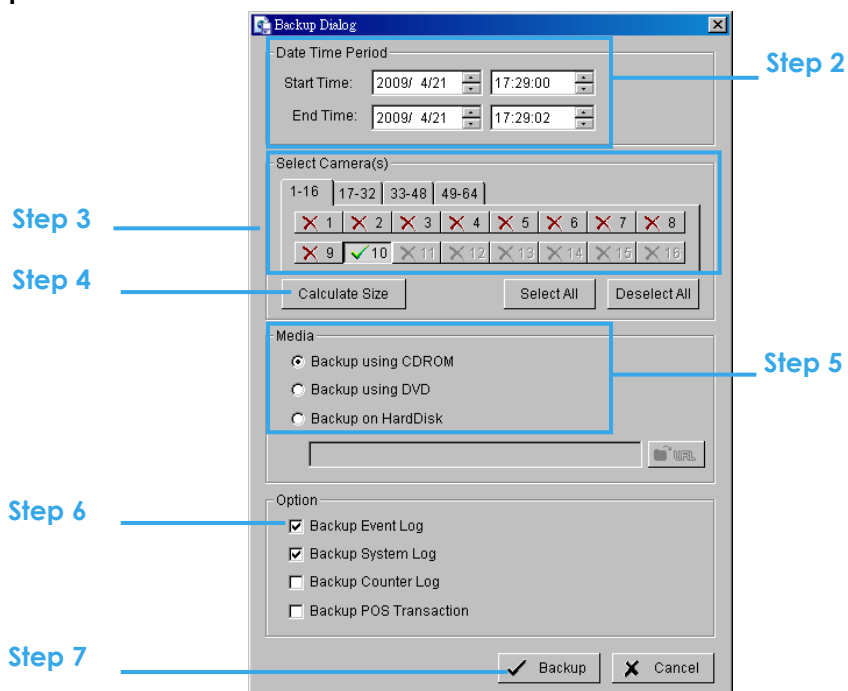 Backup Dialog
Date Time Period
Step 2
Start Time: 2009/ 4/21 17:29:00
End Time: 2009/ 4/21 17:29:02
Select Camera(s)
1-16 17-32 33-48 49-64
Step 3
1 2 3 4 5 6 7 8
9 10 11 12 13 14 15 16
Step 4
Calculate Size Select All Deselect All
Media
Backup using CDROM
Step 5
Backup using DVD
Backup on HardDisk
URL
Option
Step 6
Backup Event Log
Backup System Log
Backup Counter Log
Backup POS Transaction
Step 7
Backup Cancel